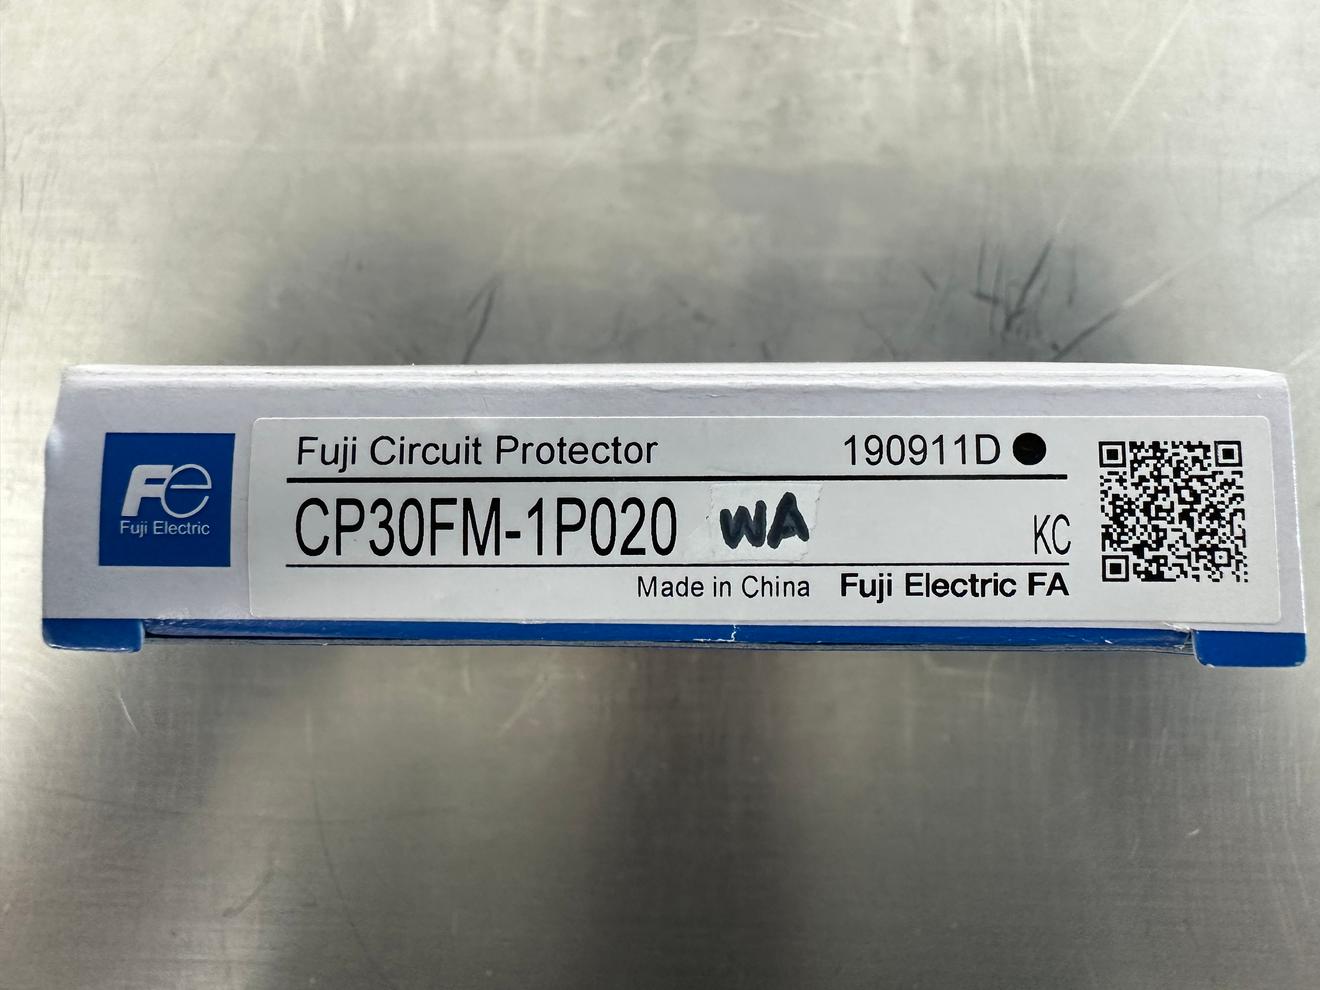 Fe
Fuji Electric
Fuji Circuit Protector 190911D
CP30FM-1P020 WA KC
Made in China Fuji Electric FA